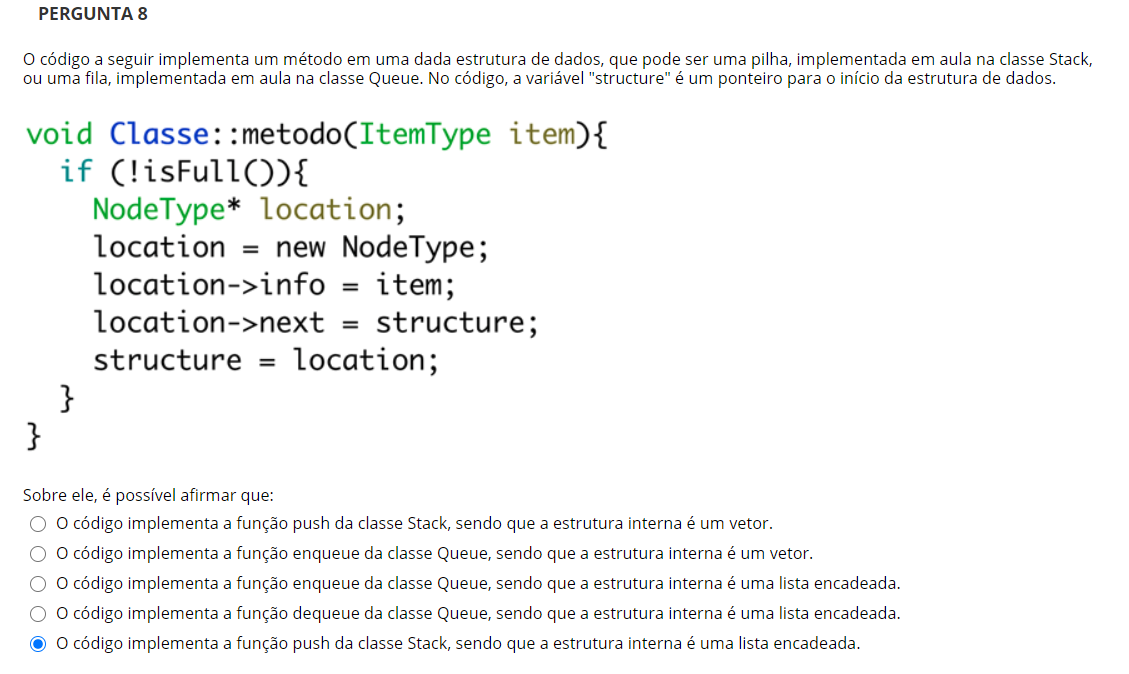 PERGUNTA 8
O código a seguir implementa um método em uma dada estrutura de dados, que pode ser uma pilha, implementada em aula na classe Stack,
ou uma fila, implementada em aula na classe Queue. No código, a variável "structure" é um ponteiro para o início da estrutura de dados.
void Classe::metodo(ItemType item){
if (!isFull()){
NodeType* location;
location = new NodeType;
location->info = item;
location->next = structure;
structure = location;
}
}
Sobre ele, é possível afirmar que:
O código implementa a função push da classe Stack, sendo que a estrutura interna é um vetor.
O código implementa a função enqueue da classe Queue, sendo que a estrutura interna é um vetor.
O código implementa a função enqueue da classe Queue, sendo que a estrutura interna é uma lista encadeada.
O código implementa a função dequeue da classe Queue, sendo que a estrutura interna é uma lista encadeada.
O código implementa a função push da classe Stack, sendo que a estrutura interna é uma lista encadeada.